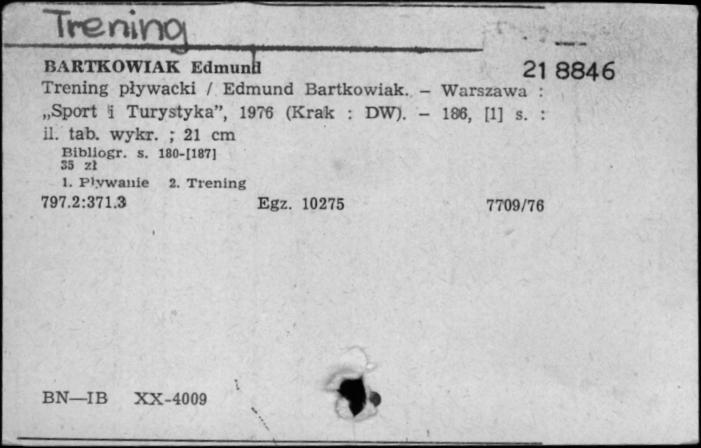 Trening
BARTKOWIAK Edmund
21 8846
Trening pływacki / Edmund Bartkowiak. – Warszawa :
„Sport i Turystyka”, 1976 (Krak : DW). – 186, [1] s. :
il. tab. wykr. ; 21 cm
Bibliogr. s. 180-[187]
35 zł
1. Pływanie 2. Trening
797.2:371.3 Egz. 10275 7709/76
BN—IB XX-4009